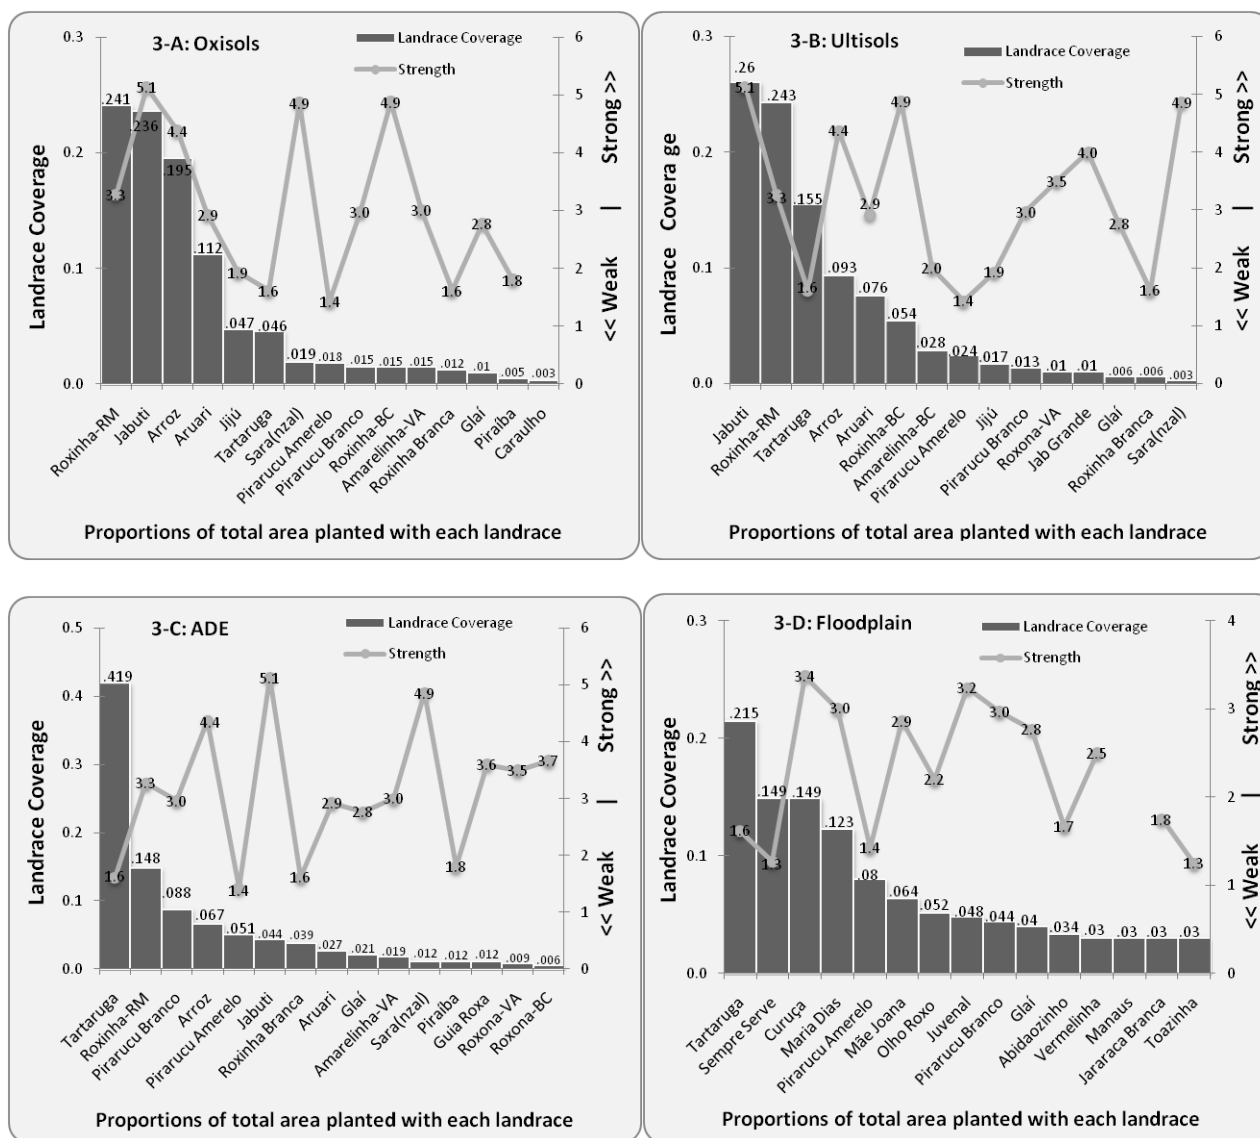 3-A: Oxisols
Landrace Coverage
Strength
0.3
0.2
0.1
0.0
6
5
4
3
2
1
0
Landrace Coverage
<< Weak | Strong >>
.241
.236
.195
.112
.047
.046
.019
.018
.015
.015
.015
.012
.01
.005
.003
3.3
5.1
4.4
2.9
1.9
1.6
4.9
1.4
3.0
4.9
3.0
1.6
2.8
1.8
Roxinha-RM
Jabuti
Arroz
Aruari
Jijú
Tartaruga
Sara(nzal)
Pirarucu Amerelo
Pirarucu Branco
Roxinha-BC
Amarelinha-VA
Roxinha Branca
Glaí
Piraíba
Caraulho
Proportions of total area planted with each landrace
3-B: Ultisols
Landrace Coverage
Strength
0.3
0.2
0.1
0.0
6
5
4
3
2
1
0
Landrace Covera ge
<< Weak | Strong >>
.26
.243
.155
.093
.076
.054
.028
.024
.017
.013
.01
.01
.006
.006
.003
5.1
3.3
1.6
4.4
2.9
4.9
2.0
1.4
1.9
3.0
3.5
4.0
2.8
1.6
4.9
Jabuti
Roxinha-RM
Tartaruga
Arroz
Aruari
Roxinha-BC
Amarelinha-BC
Pirarucu Amarelo
Jijú
Pirarucu Branco
Roxona-VA
Jab Grande
Glaí
Roxinha Branca
Sara(nzal)
Proportions of total area planted with each landrace
3-C: ADE
Landrace Coverage
Strength
0.5
0.4
0.3
0.2
0.1
0.0
6
5
4
3
2
1
0
Landrace Coverage
<< Weak | Strong >>
.419
.148
.088
.067
.051
.044
.039
.027
.021
.019
.012
.012
.012
.009
.006
1.6
3.3
3.0
4.4
1.4
5.1
1.6
2.9
2.8
3.0
4.9
1.8
3.6
3.5
3.7
Tartaruga
Roxinha-RM
Pirarucu Branco
Arroz
Pirarucu Amerelo
Jabuti
Roxinha Branca
Aruari
Glaí
Amarelinha-VA
Sara(nzal)
Piraíba
Guia Roxa
Roxona-VA
Roxona-BC
Proportions of total area planted with each landrace
3-D: Floodplain
Landrace Coverage
Strength
0.3
0.2
0.1
0.0
4
3
2
1
0
Landrace Coverage
<< Weak | Strong >>
.215
.149
.149
.123
.08
.064
.052
.048
.044
.04
.034
.03
.03
.03
.03
1.6
1.3
3.4
3.0
1.4
2.9
2.2
3.2
3.0
2.8
1.7
2.5
1.8
1.3
Tartaruga
Sempre Serve
Curuça
Maria Dias
Pirarucu Amerelo
Mãe Joana
Olho Roxo
Juvenal
Pirarucu Branco
Glaí
Abidaozinho
Vermelinha
Manaus
Jararaca Branca
Toazinha
Proportions of total area planted with each landrace